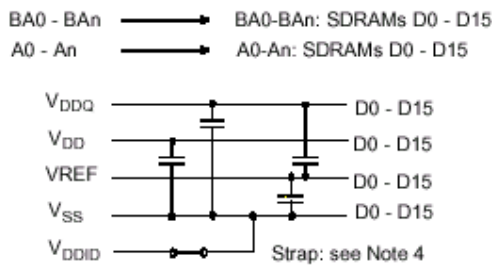 BA0 - BAn BA0-BAn: SDRAMs D0 - D15
A0 - An A0-An: SDRAMs D0 - D15
VDDQ D0 - D15
VDD D0 - D15
VREF D0 - D15
VSS D0 - D15
VDDID Strap: see Note 4